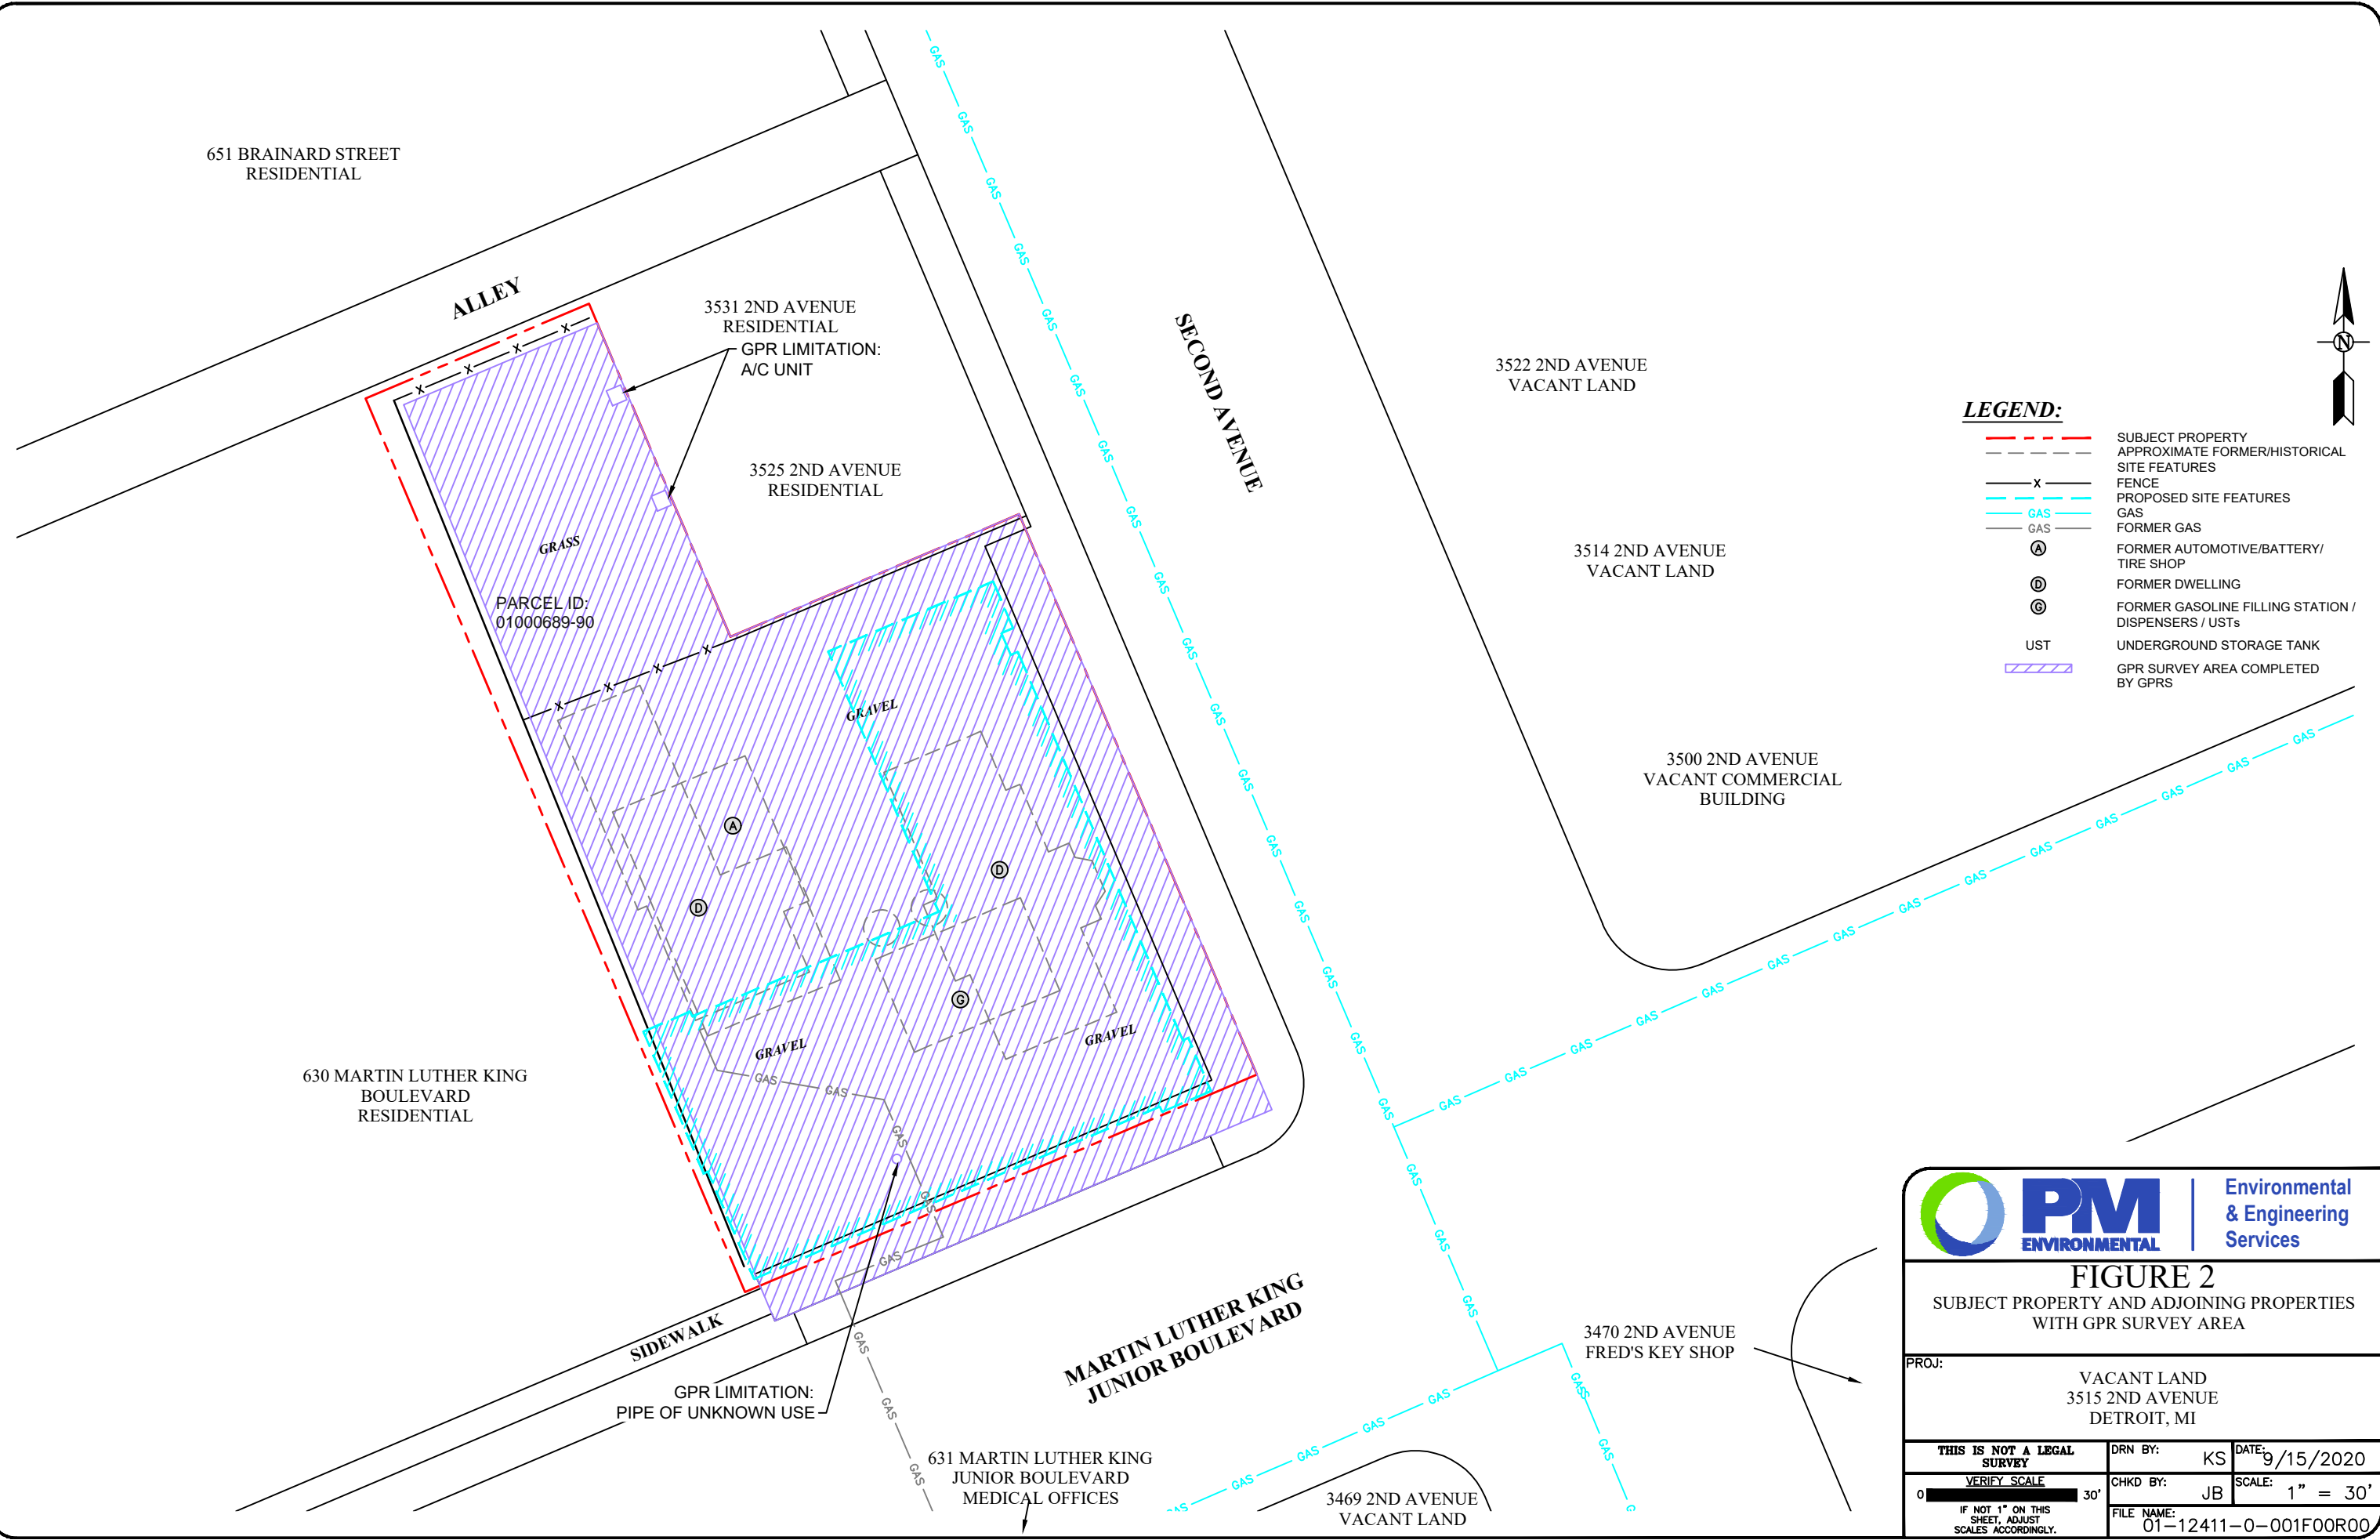 651 BRAINARD STREET
RESIDENTIAL
ALLEY
3531 2ND AVENUE
RESIDENTIAL
GPR LIMITATION:
A/C UNIT
3525 2ND AVENUE
RESIDENTIAL
GRASS
PARCEL ID:
01000689-90
SECOND AVENUE
3522 2ND AVENUE
VACANT LAND
3514 2ND AVENUE
VACANT LAND
3500 2ND AVENUE
VACANT COMMERCIAL
BUILDING
N
LEGEND:
SUBJECT PROPERTY
APPROXIMATE FORMER/HISTORICAL
SITE FEATURES
X FENCE
PROPOSED SITE FEATURES
GAS GAS
GAS FORMER GAS
A FORMER AUTOMOTIVE/BATTERY/
TIRE SHOP
D FORMER DWELLING
G FORMER GASOLINE FILLING STATION /
DISPENSERS / USTs
UST UNDERGROUND STORAGE TANK
GPR SURVEY AREA COMPLETED
BY GPRS
GRAVEL
A
D
D
G
GRAVEL
GRAVEL
GAS GAS
GAS
GAS
GAS
630 MARTIN LUTHER KING
BOULEVARD
RESIDENTIAL
SIDEWALK
GPR LIMITATION:
PIPE OF UNKNOWN USE
MARTIN LUTHER KING
JUNIOR BOULEVARD
631 MARTIN LUTHER KING
JUNIOR BOULEVARD
MEDICAL OFFICES
3470 2ND AVENUE
FRED'S KEY SHOP
3469 2ND AVENUE
VACANT LAND
PM
ENVIRONMENTAL
Environmental
& Engineering
Services
FIGURE 2
SUBJECT PROPERTY AND ADJOINING PROPERTIES
WITH GPR SURVEY AREA
PROJ:
VACANT LAND
3515 2ND AVENUE
DETROIT, MI
THIS IS NOT A LEGAL
SURVEY
DRN BY: KS
DATE: 9/15/2020
VERIFY SCALE
0 30'
IF NOT 1" ON THIS
SHEET, ADJUST
SCALES ACCORDINGLY.
CHKD BY: JB
SCALE: 1" = 30'
FILE NAME:
01-12411-0-001F00R00